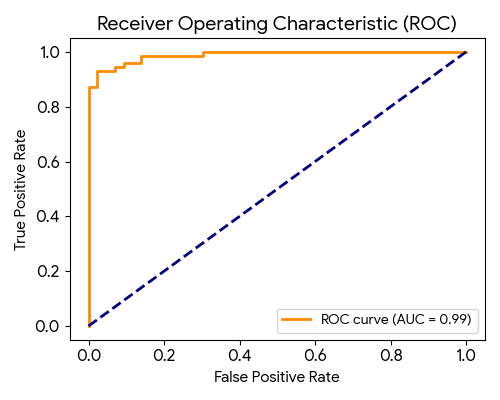 Receiver Operating Characteristic (ROC)
1.0
0.8
0.6
0.4
0.2
0.0
True Positive Rate
ROC curve (AUC = 0.99)
0.0 0.2 0.4 0.6 0.8 1.0
False Positive Rate